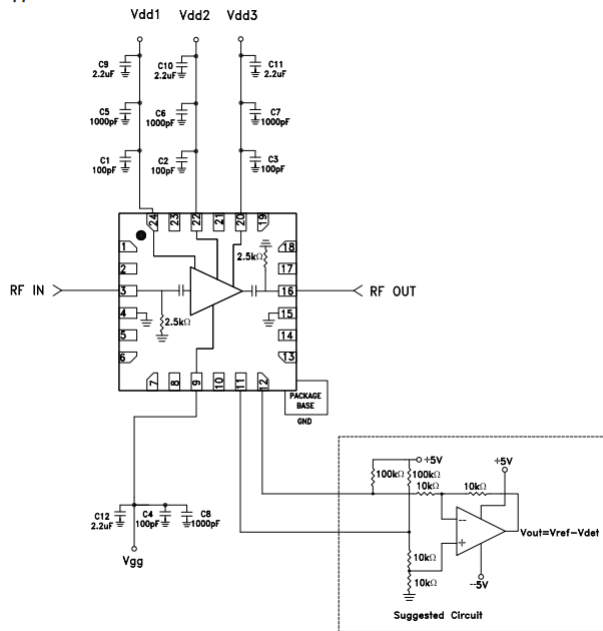 Vdd1 Vdd2 Vdd3
C9 2.2uF
C10 2.2uF
C11 2.2uF
C5 1000pF
C6 1000pF
C7 1000pF
C1 100pF
C2 100pF
C3 100pF
24 23 22 21 20 19
1 18
2 17
RF IN 3 16 RF OUT
4 15
5 14
6 13
2.5kΩ
2.5kΩ
7 8 9 10 11 12
PACKAGE
BASE
GND
C12 2.2uF
C4 100pF
C8 1000pF
Vgg
+5V
+5V
100kΩ 100kΩ
10kΩ 10kΩ
--
+
Vout=Vref-Vdet
10kΩ
10kΩ
--5V
Suggested Circuit